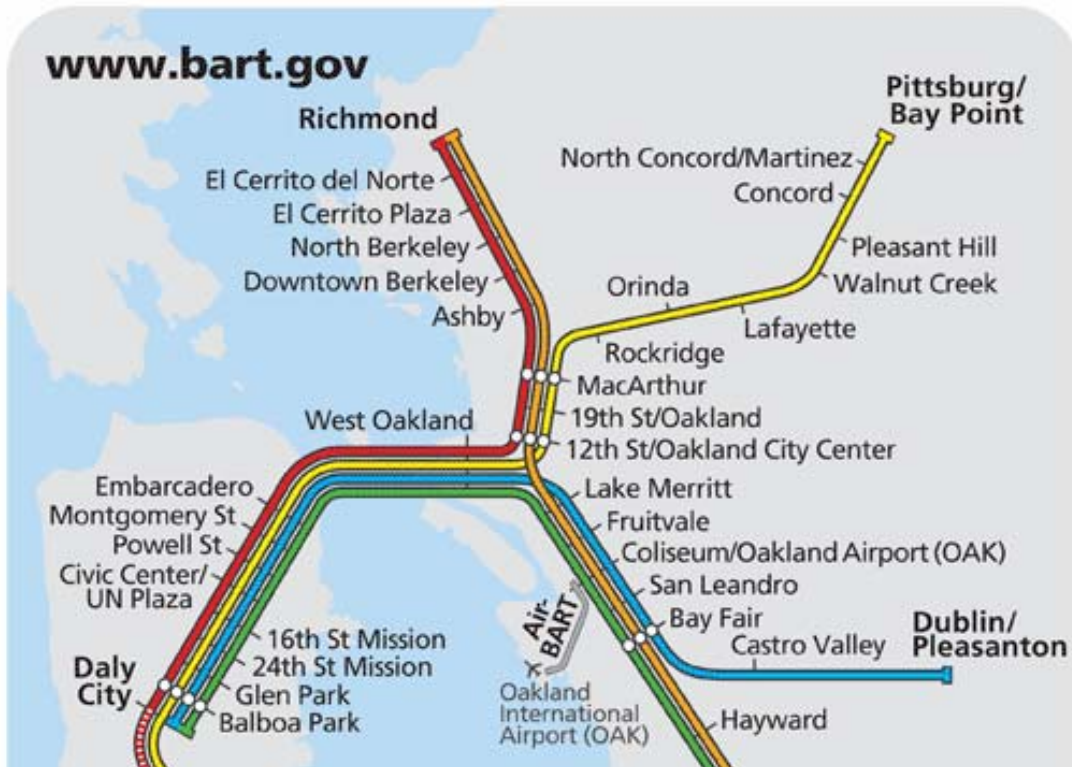 www.bart.gov
Richmond
El Cerrito del Norte
El Cerrito Plaza
North Berkeley
Downtown Berkeley
Ashby
Pittsburg/
Bay Point
North Concord/Martinez
Concord
Pleasant Hill
Walnut Creek
Lafayette
Orinda
Rockridge
MacArthur
19th St/Oakland
12th St/Oakland City Center
West Oakland
Embarcadero
Montgomery St
Powell St
Civic Center/
UN Plaza
16th St Mission
24th St Mission
Glen Park
Balboa Park
Daly
City
Lake Merritt
Fruitvale
Coliseum/Oakland Airport (OAK)
San Leandro
Bay Fair
Castro Valley
Dublin/
Pleasanton
Hayward
Air-
BART
Oakland
International
Airport (OAK)